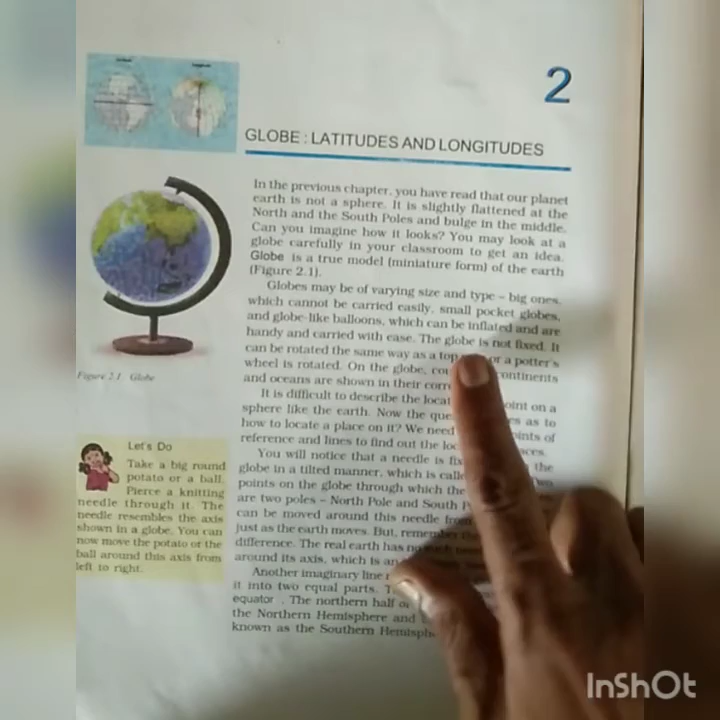 2
GLOBE : LATITUDES AND LONGITUDES
In the previous chapter, you have read that our planet
earth is not a sphere. It is slightly flattened at the
North and the South Poles and bulge in the middle.
Can you imagine how it looks? You may look at a
globe carefully in your classroom to get an idea.
Globe is a true model (miniature form) of the earth
(Figure 2.1).
Globes may be of varying size and type – big ones,
which cannot be carried easily, small pocket globes,
and globe-like balloons, which can be inflated and are
handy and carried with ease. The globe is not fixed. It
can be rotated the same way as a top or a potter's
wheel is rotated. On the globe, continents
and oceans are shown in their
It is difficult to describe the on a
sphere like the earth. Now the as to
how to locate a place on it? We need of
reference and lines to find out the
You will notice that a needle is the
globe in a tilted manner, which is
points on the globe through which the
are two poles – North Pole and South
can be moved around this needle from
just as the earth moves. But, remember
difference. The real earth has no such
around its axis, which is an
Another imaginary line
it into two equal parts.
equator . The northern half
the Northern Hemisphere and
known as the Southern
Figure 2.1 Globe
Let's Do
Take a big round
potato or a ball.
Pierce a knitting
needle through it. The
needle resembles the axis
shown in a globe. You can
now move the potato or the
ball around this axis from
left to right.
InShOt